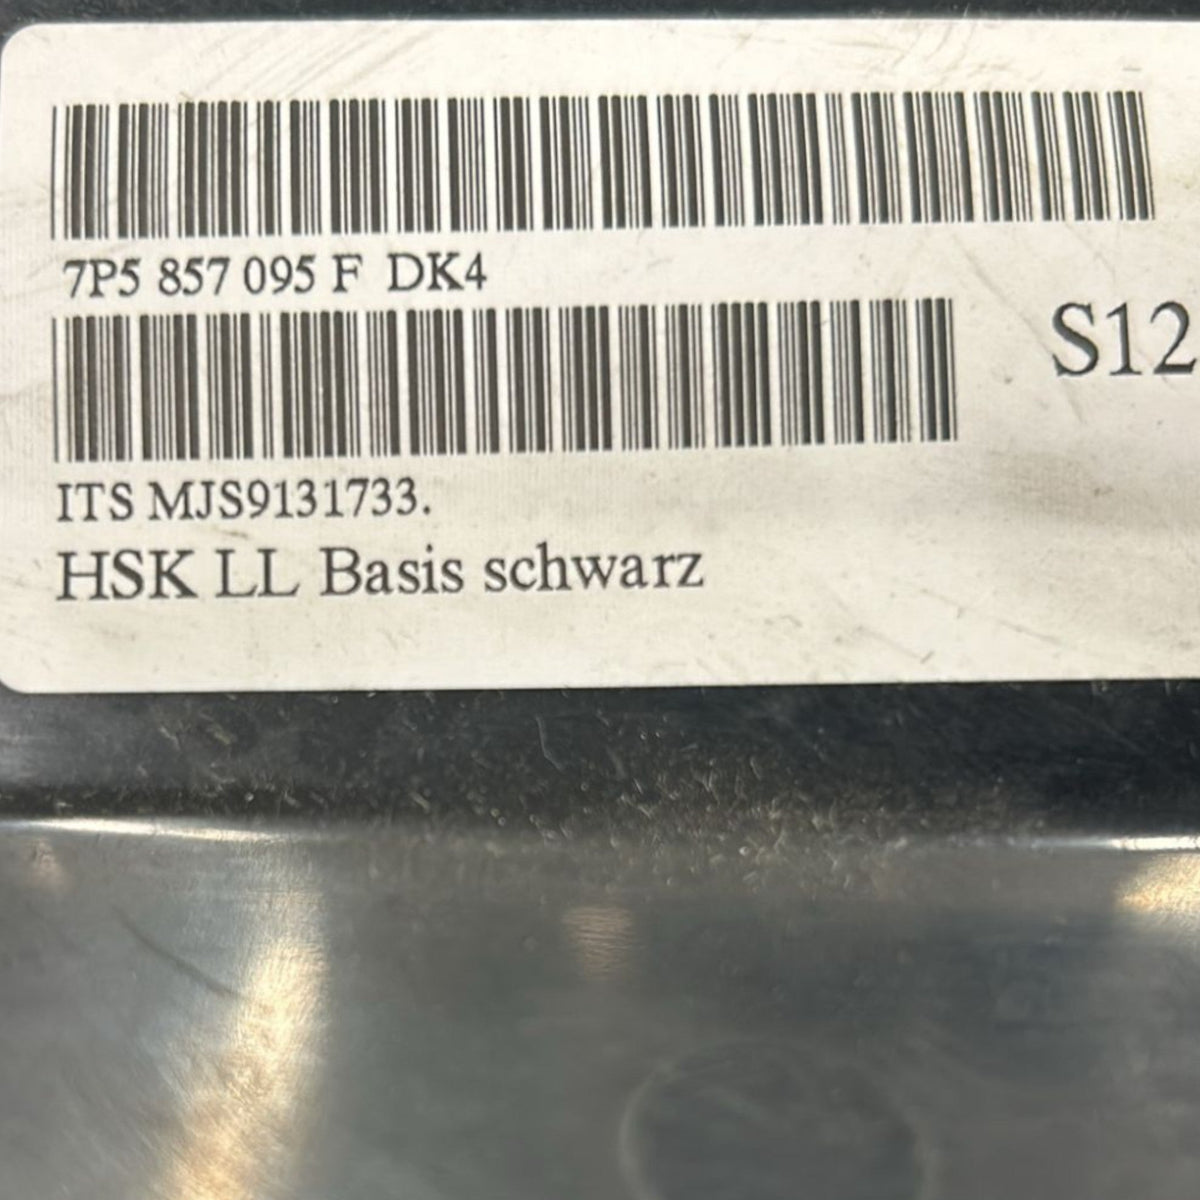 7P5 857 095 F DK4
S12
ITS MJS9131733.
HSK LL Basis schwarz